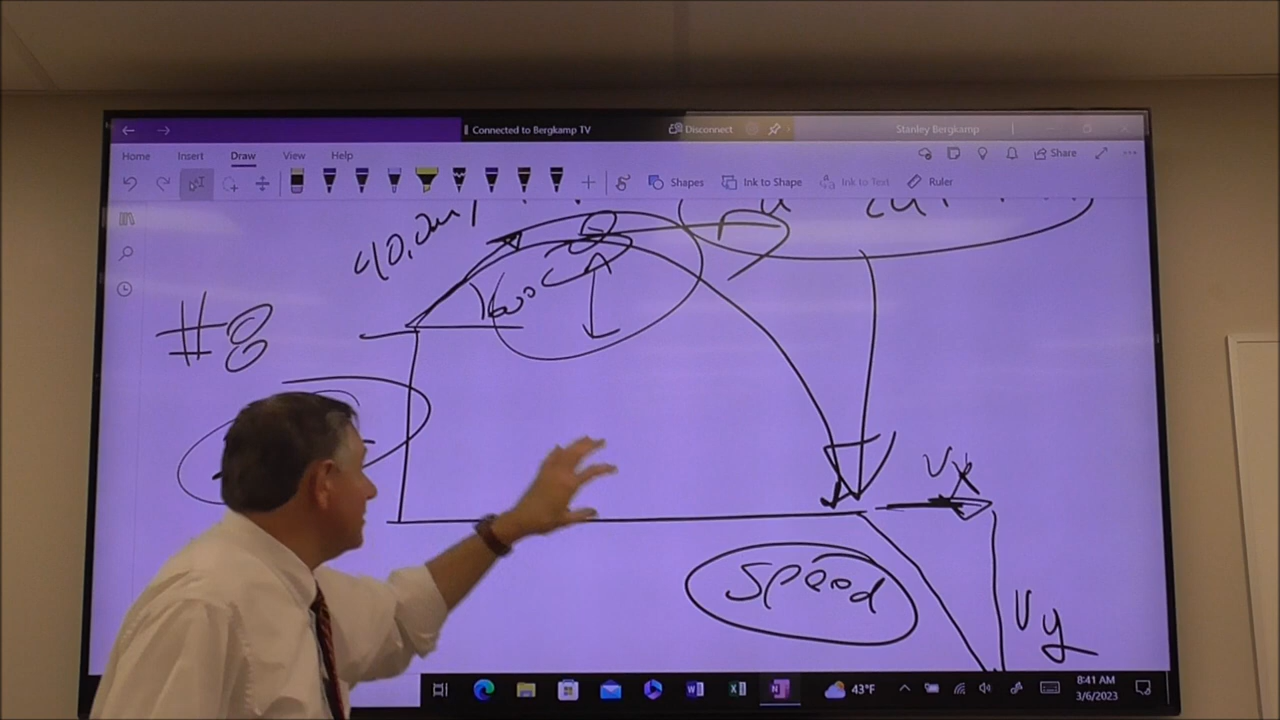 Connected to Bergkamp TV
Disconnect
Stanley Bergkamp
Home Insert Draw View Help
Share
Shapes
Ink to Shape
Ink to Text
Ruler
#8
60°
Vx
Speed
Vy
43°F
8:41 AM
3/6/2023